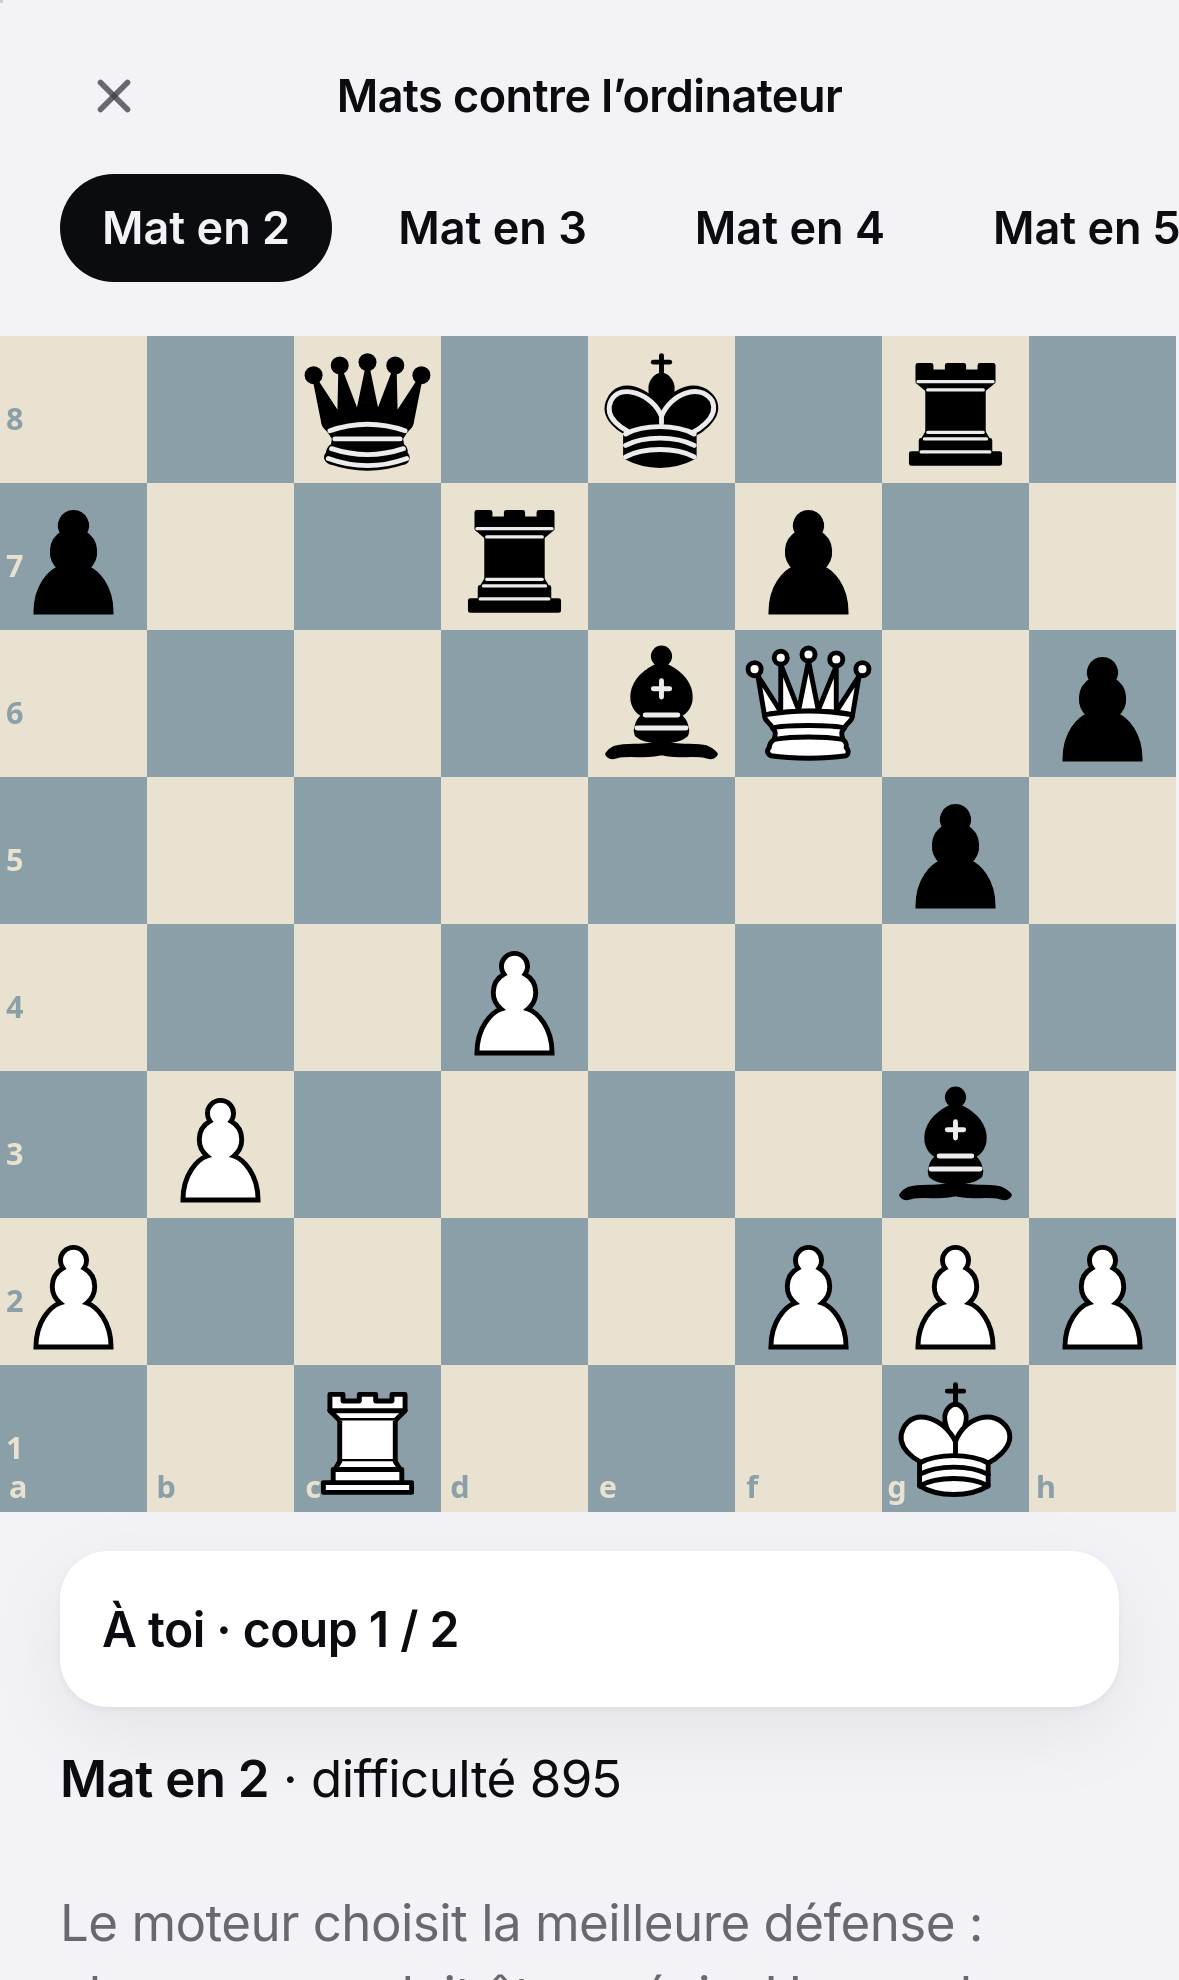 Mats contre l’ordinateur
Mat en 2 Mat en 3 Mat en 4 Mat en 5
8
7
6
5
4
3
2
1
a b c d e f g h
À toi · coup 1 / 2
Mat en 2 · difficulté 895
Le moteur choisit la meilleure défense :